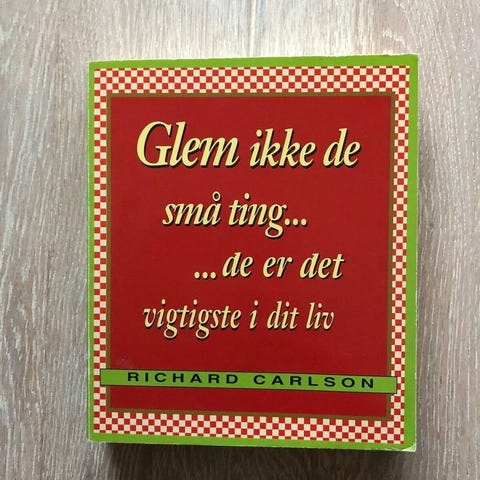 Glem ikke de
små ting...
...de er det
vigtigste i dit liv
RICHARD CARLSON